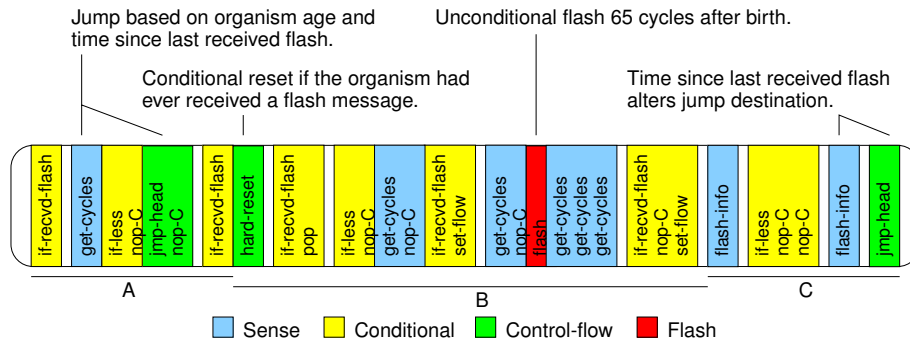 Jump based on organism age and
time since last received flash.
Unconditional flash 65 cycles after birth.
Conditional reset if the organism had
ever received a flash message.
Time since last received flash
alters jump destination.
if-recvd-flash
get-cycles
if-less
nop-C
jmp-head
nop-C
if-recvd-flash
hard-reset
if-recvd-flash
pop
if-less
nop-C
get-cycles
nop-C
if-recvd-flash
set-flow
get-cycles
nop-C
flash
get-cycles
get-cycles
get-cycles
if-recvd-flash
nop-C
set-flow
flash-info
if-less
nop-C
nop-C
flash-info
jmp-head
A
B
C
Sense
Conditional
Control-flow
Flash